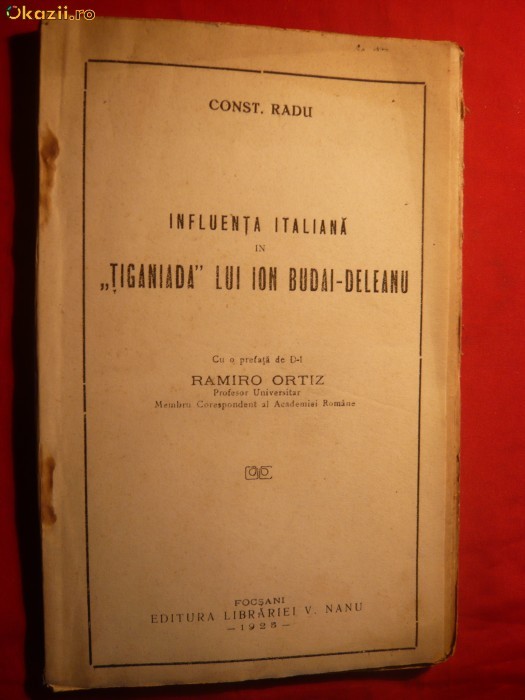 Okazii.ro
CONST. RADU
INFLUENȚA ITALIANĂ
IN
„ȚIGANIADA” LUI ION BUDAI-DELEANU
Cu o prefață de D-l
RAMIRO ORTIZ
Profesor Universitar
Membru Corespondent al Academiei Române
FOCȘANI
EDITURA LIBRĂRIEI V. NANU